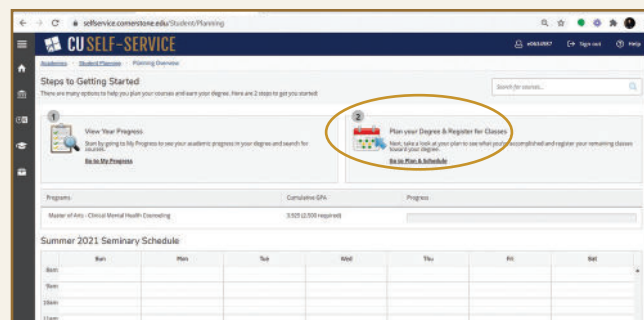 selfservice.cornerstone.edu/Student/Planning
CU SELF-SERVICE
Sign out
Help
Academics
Student Planning
Planning Overview
Steps to Getting Started
There are many options to help you plan your courses and earn your degree. Here are 2 steps to get you started:
Search for courses...
1
View Your Progress
Start by going to My Progress to see your academic progress in your degree and search for
courses.
Go to My Progress
2
Plan your Degree & Register for Classes
Next, take a look at your plan to see what you've accomplished and register your remaining classes
toward your degree.
Go to Plan & Schedule
Programs
Cumulative GPA
Progress
Master of Arts - Clinical Mental Health Counseling
(2.500 required)
Summer 2021 Seminary Schedule
Sun
Mon
Tue
Wed
Thu
Fri
Sat
8am
9am
10am
11am